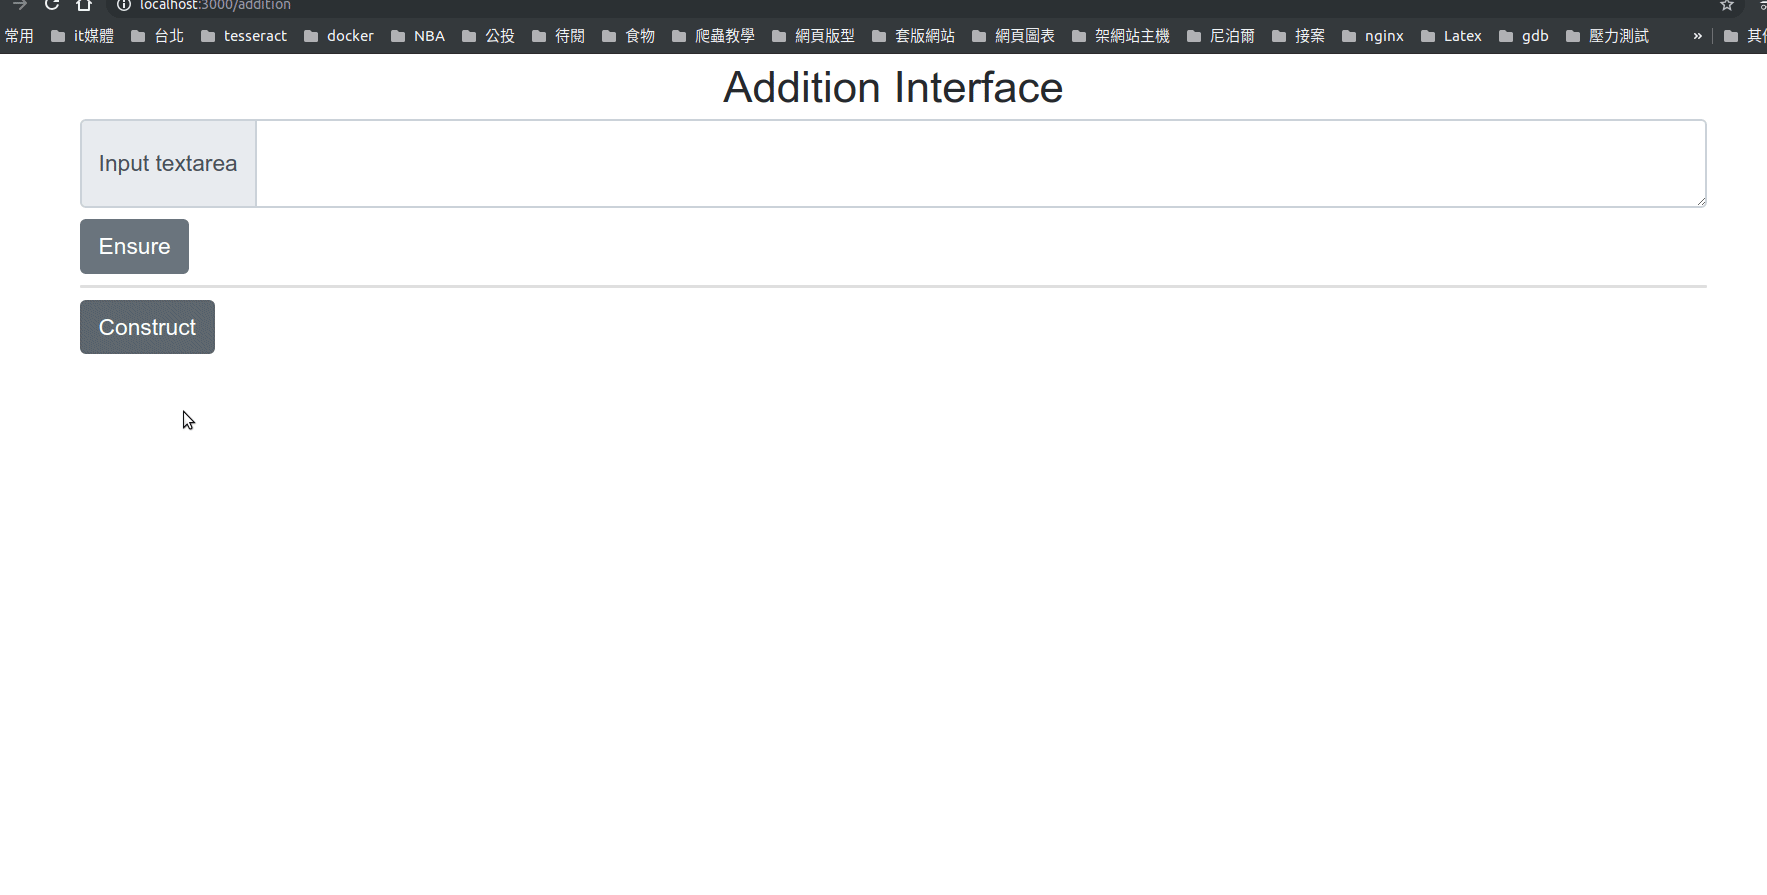 localhost:3000/addition
常用 it媒體 台北 tesseract docker NBA 公投 待閱 食物 爬蟲教學 網頁版型 套版網站 網頁圖表 架網站主機 尼泊爾 接案 nginx Latex gdb 壓力測試 » 其
Addition Interface
Input textarea
Ensure
Construct